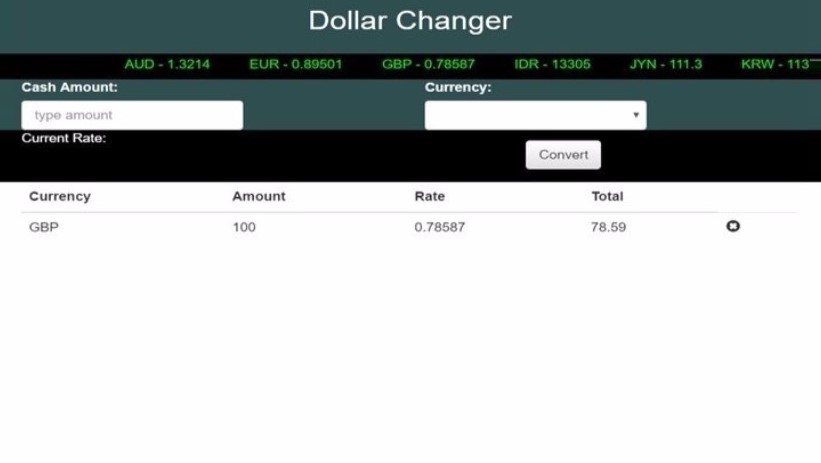 Dollar Changer
AUD - 1.3214 EUR - 0.89501 GBP - 0.78587 IDR - 13305 JYN - 111.3 KRW - 113
Cash Amount: Currency:
type amount
Current Rate:
Convert
Currency Amount Rate Total
GBP 100 0.78587 78.59